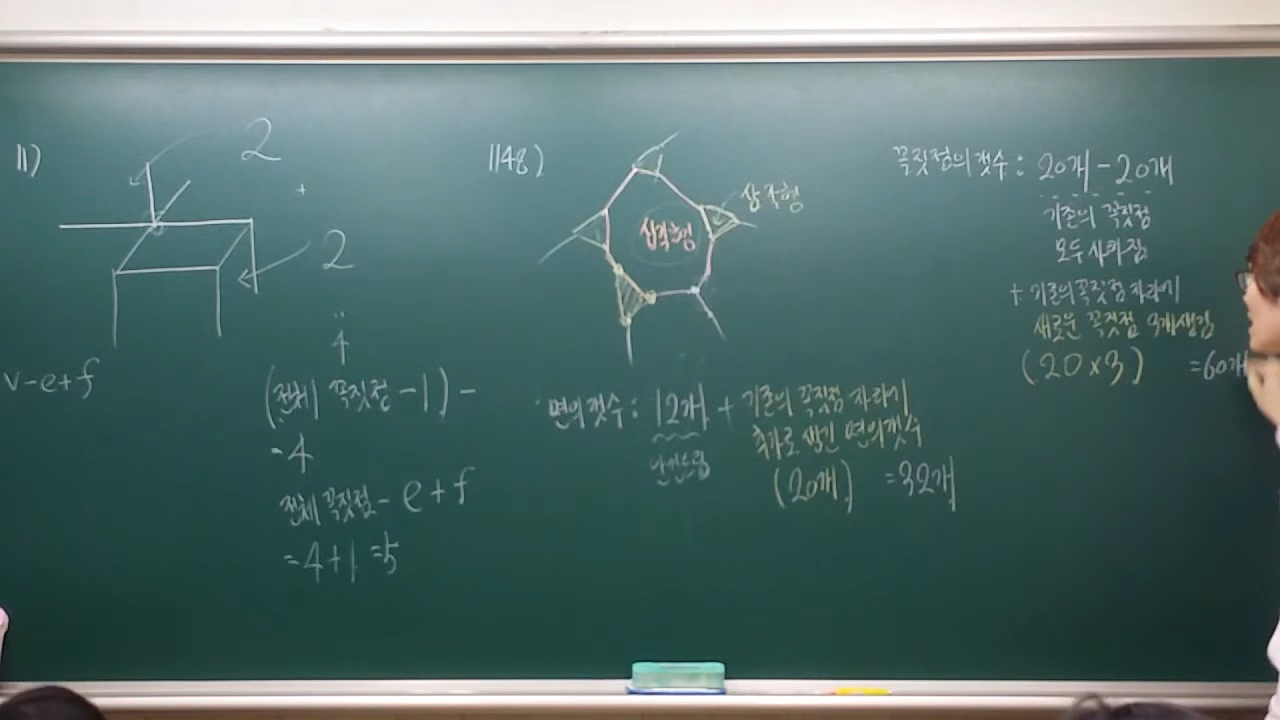 11)
2
2
4
v-e+f
(전체 꼭짓점 -1) -
-4
전체 꼭짓점 - e+f
=4+1=5
1148)
삼각형
십각형
면의 갯수: 12개 + 기존의 꼭짓점 자리에
추가로 생긴 면의 갯수
(20개) =32개
꼭짓점의 갯수: 20개-20개
기존의 꼭짓점
모두 사라짐
+ 기존의 꼭짓점 자리에
새로운 꼭짓점 3개 생김
(20×3) =60개